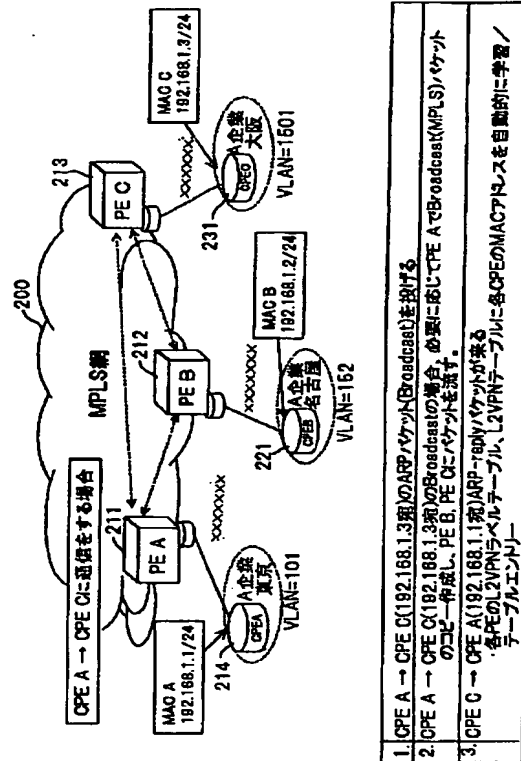 CPE A → CPE Cに通信をする場合
200
MPLS網
211
PE A
212
PE B
213
PE C
MAC A
192.168.1.1/24
XXXXXXXX
214
CPEA
A企業
東京
VLAN=101
XXXXXXXX
MAC B
192.168.1.2/24
221
CPEB
A企業
名古屋
VLAN=152
XXXXXXXX
MAC C
192.168.1.3/24
231
A企業
大阪
VLAN=1501
1. CPE A → CPE C(192.168.1.3宛)のARPパケット(Broadcast)を投げる
2. CPE A → CPE C(192.168.1.3宛)のBroadcastの場合、必要に応じてPE AでBroadcast(MPLS)パケット
のコピー作成し、PE B, PE Cにパケットを流す。
3. CPE C → CPE A(192.168.1.1宛)ARP-replyパケットが来る
・各PEのL2VPNラベルテーブル、L2VPNテーブルに各CPEのMACアドレスを自動的に学習/
テーブルエントリー